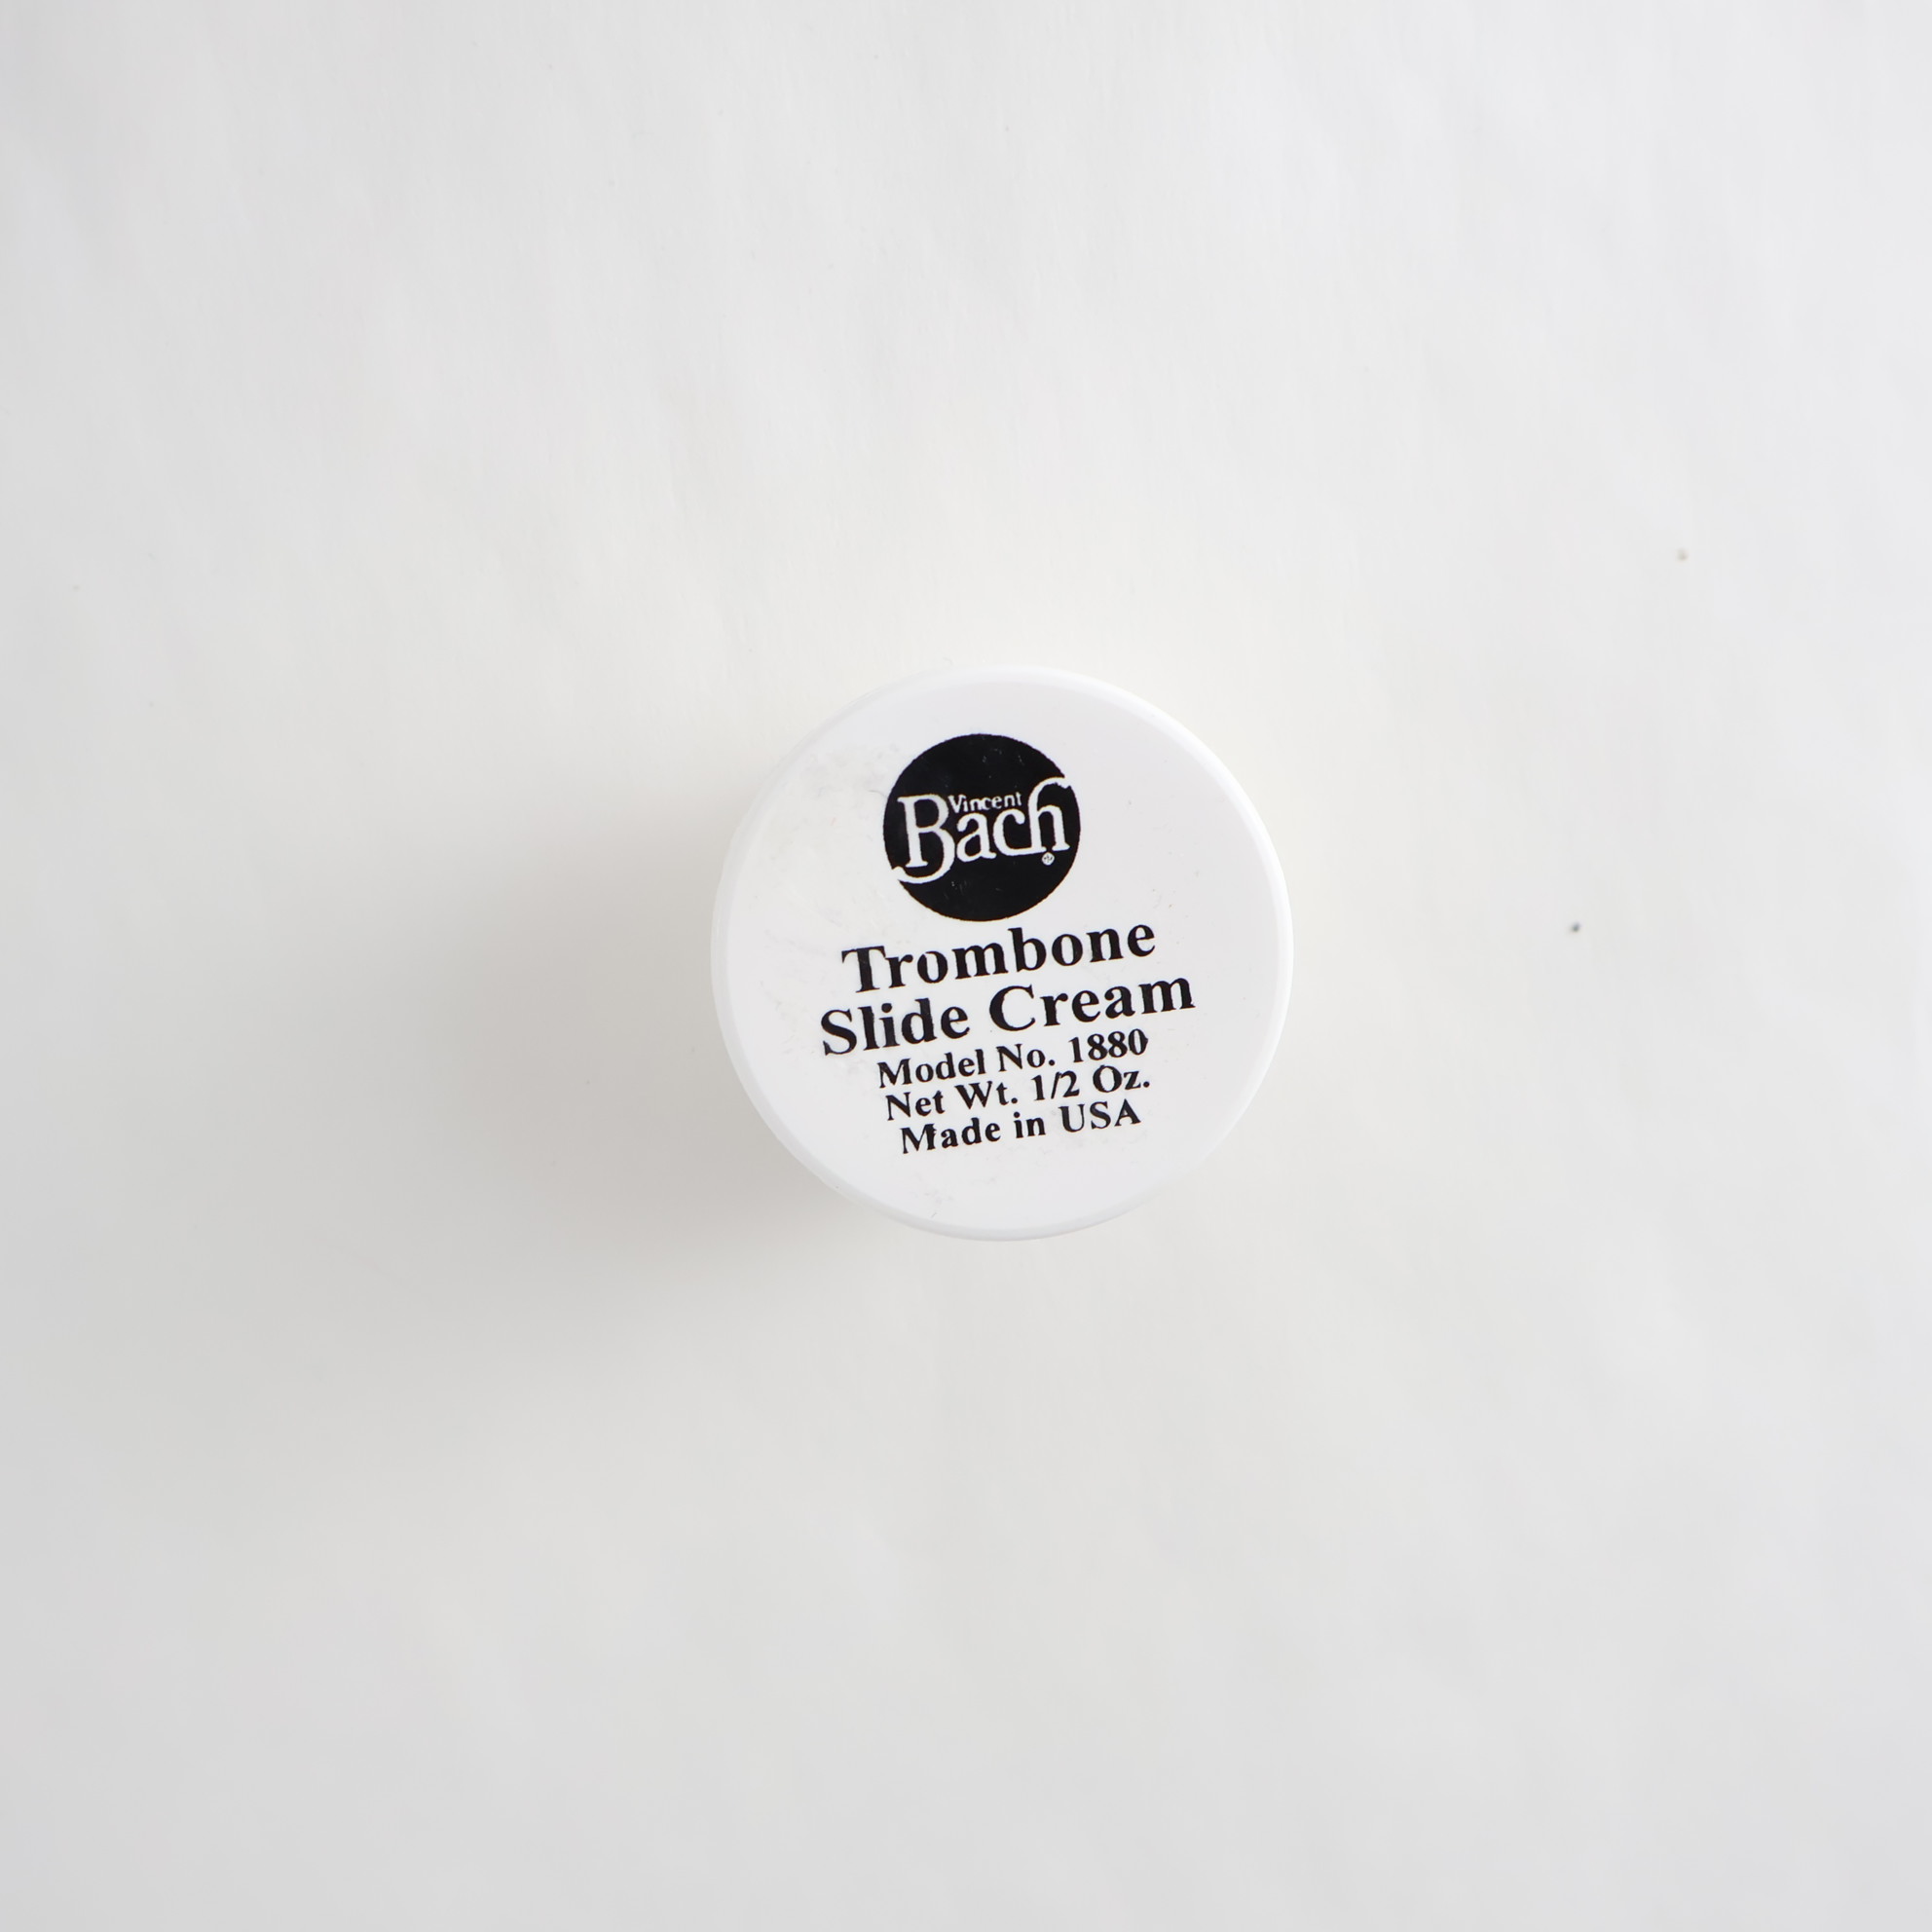 Vincent
Bach
Trombone
Slide Cream
Model No. 1880
Net Wt. 1/2 Oz.
Made in USA